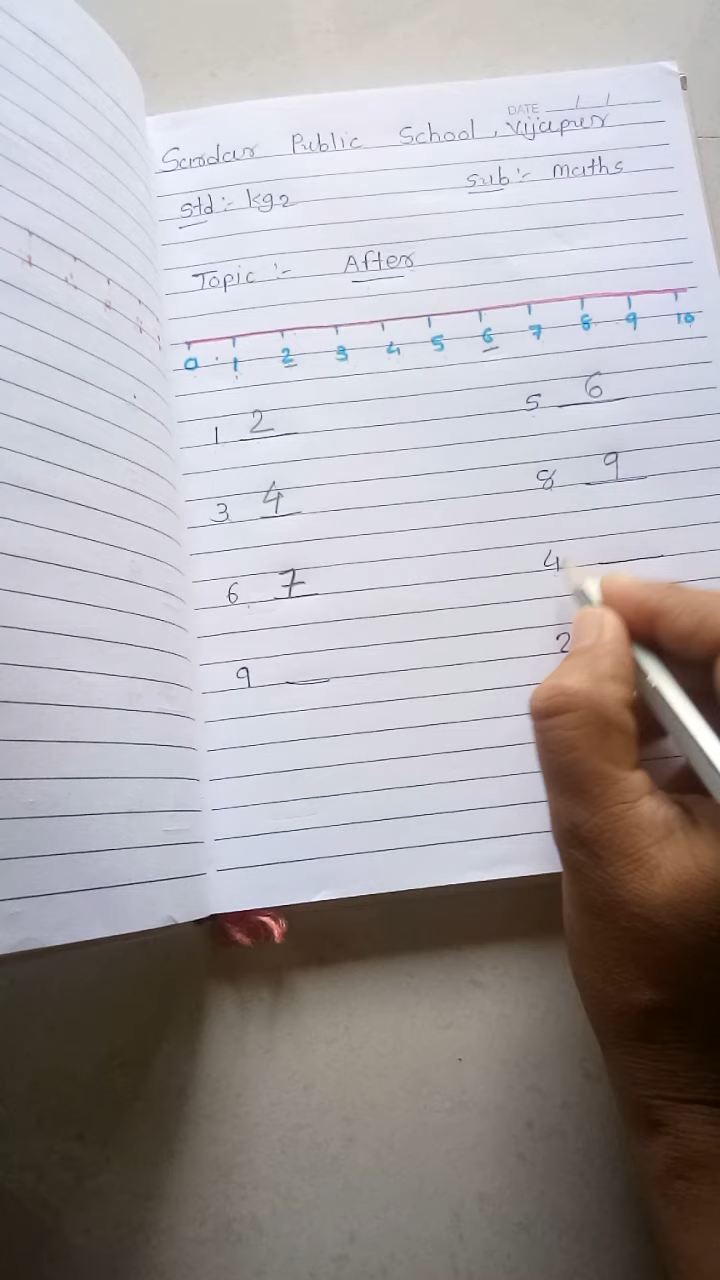 DATE / /
Sardar Public School, Vijapur
Std:- kg2 Sub:- maths
Topic :- After
0 1 2 3 4 5 6 7 8 9 10
1 2 5 6
3 4 8 9
6 7 4
9 2